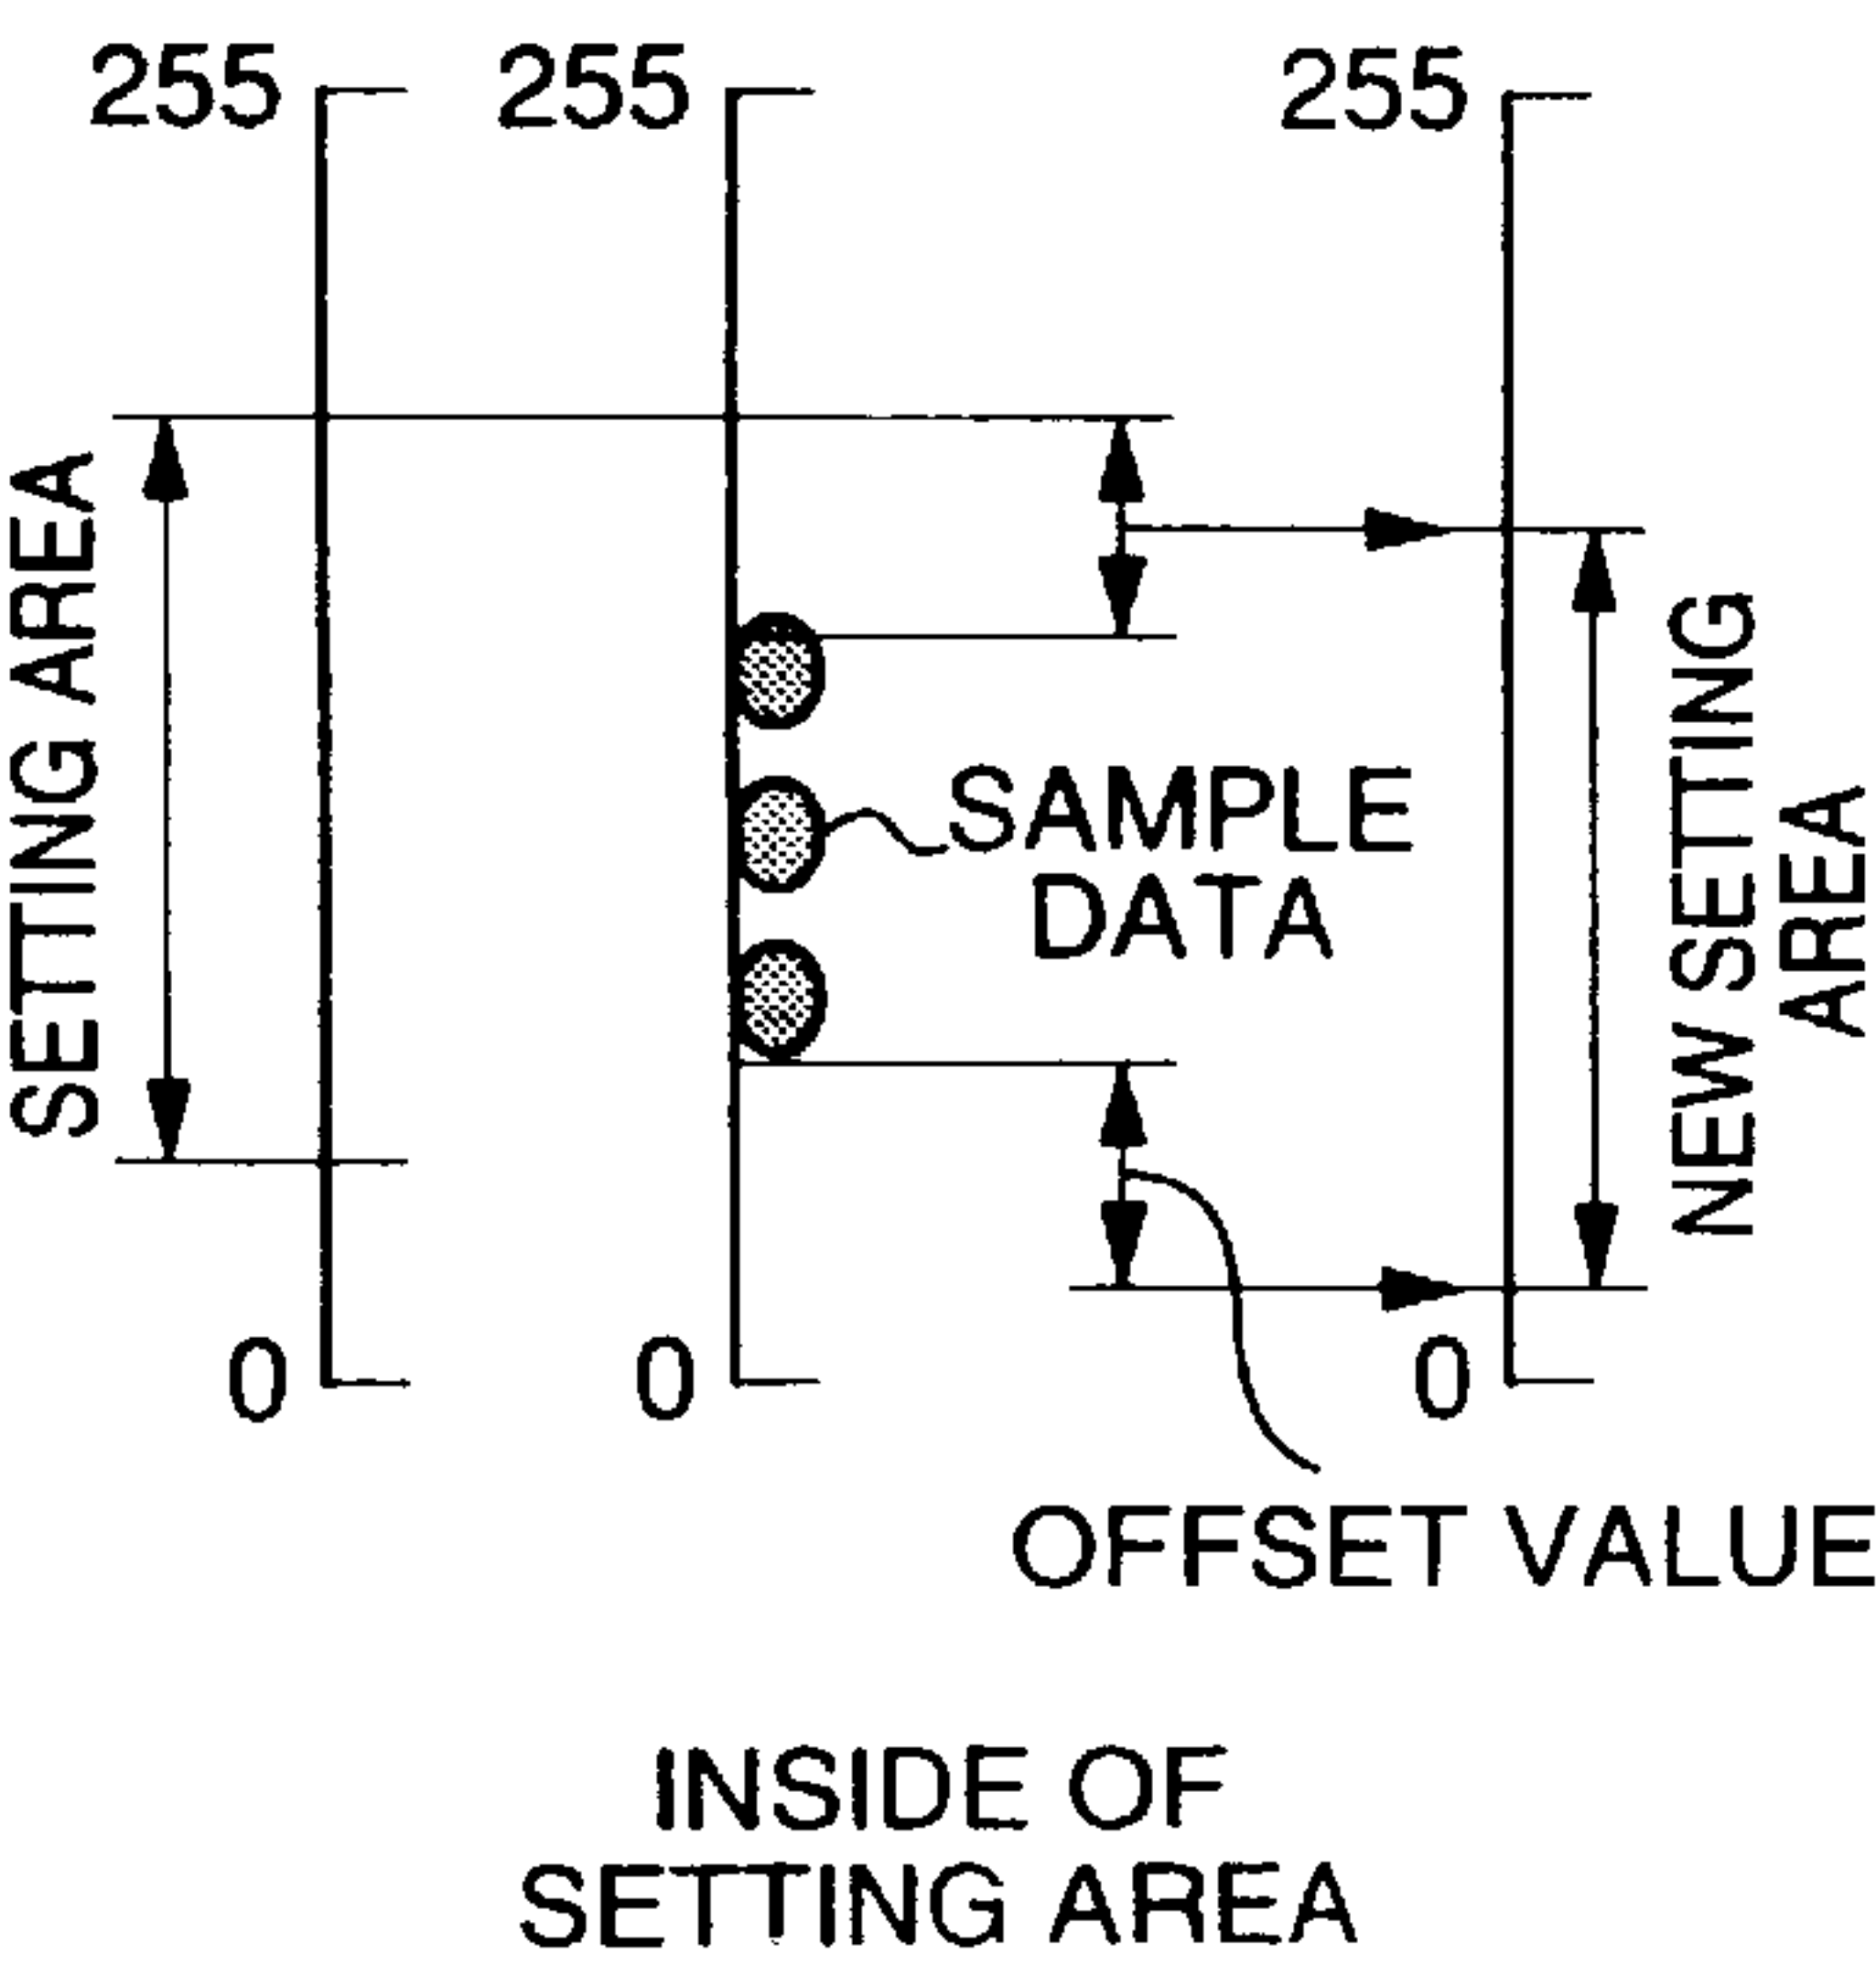 255
255
255
SETTING AREA
SAMPLE
DATA
NEW SETTING
AREA
0
0
0
OFFSET VALUE
INSIDE OF
SETTING AREA